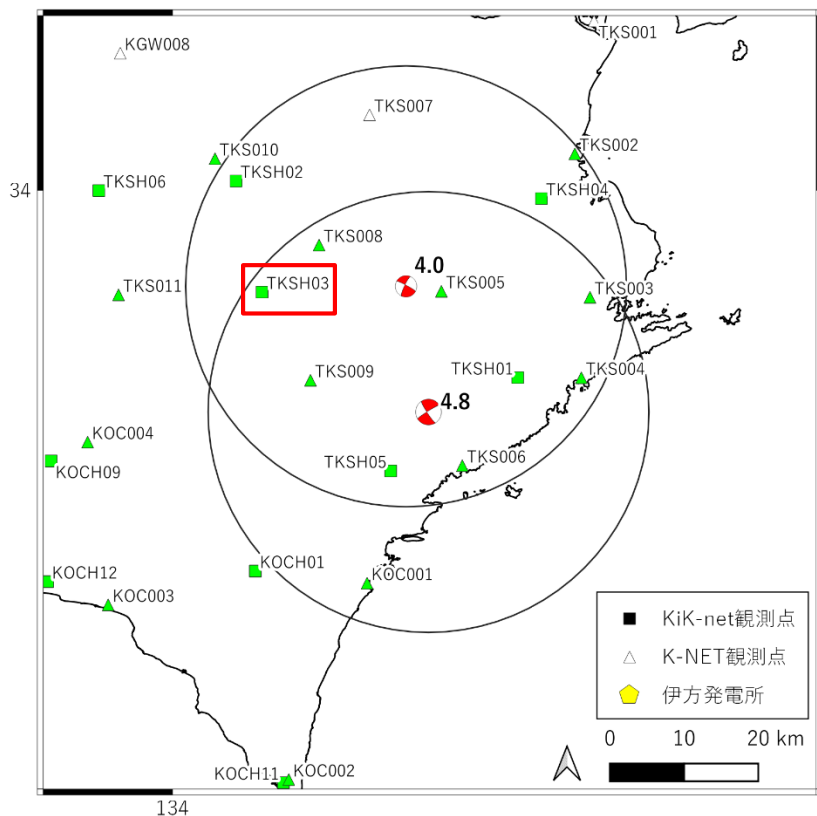 TKS001
KGW008
TKS007
TKS010
TKS002
TKSH02
TKSH06
34
TKSH04
TKS008
4.0
TKSH03
TKS005
TKS011
TKS003
TKS009
TKSH01
TKS004
4.8
KOC004
TKSH05
TKS006
KOCH09
KOCH01
KOCH12
KOC001
KOC003
KiK-net観測点
K-NET観測点
伊方発電所
0 10 20 km
KOCH11
KOC002
134